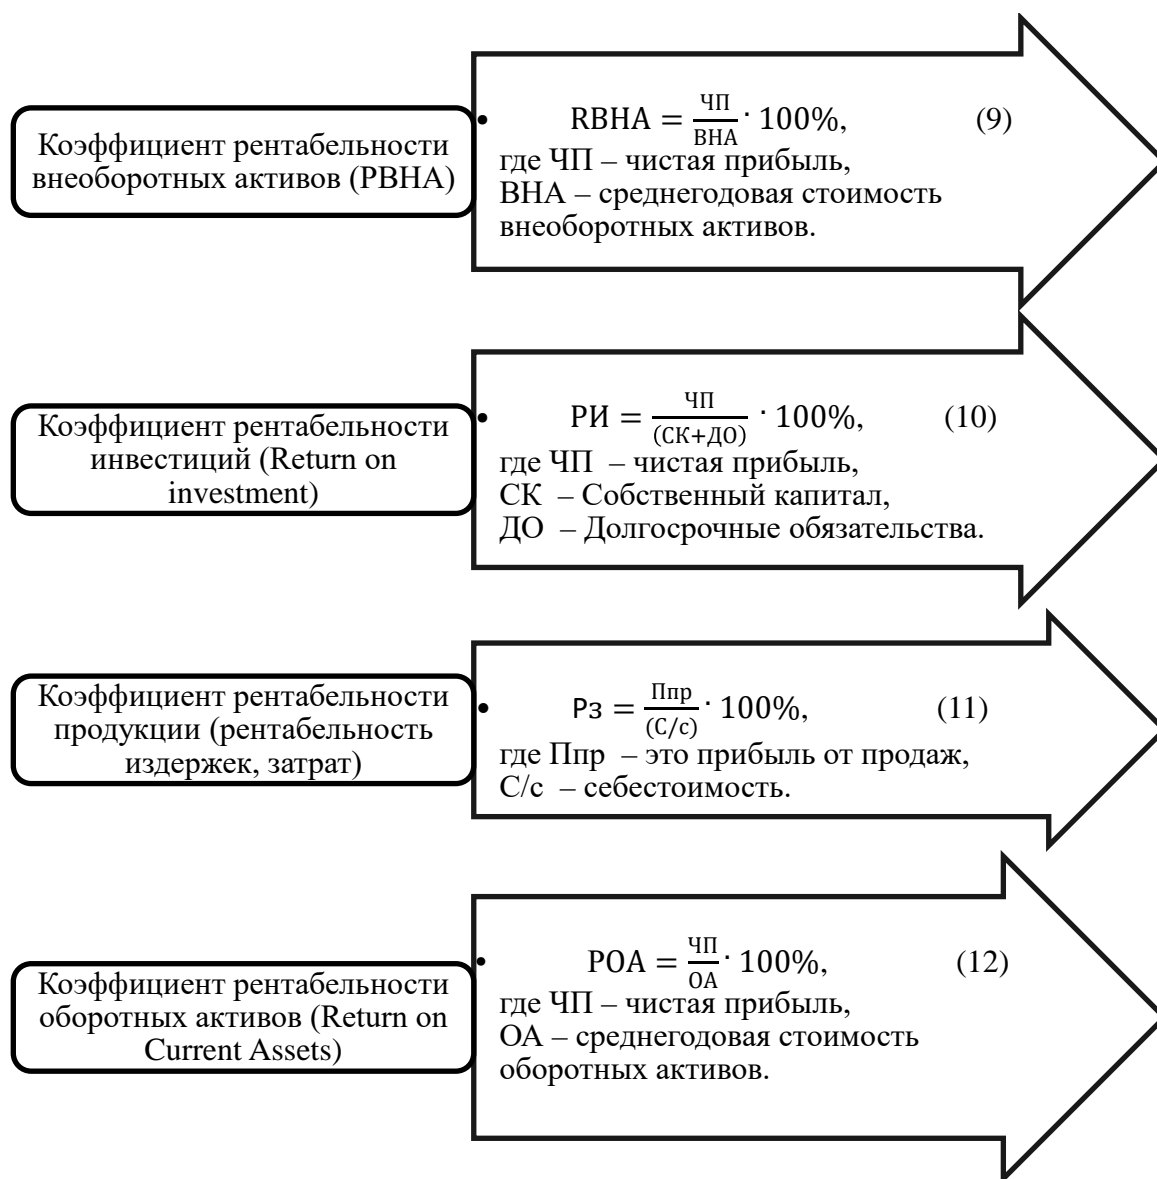 Коэффициент рентабельности
внеоборотных активов (РВНА)
• RВНА = ЧП/ВНА · 100%, (9)
где ЧП – чистая прибыль,
ВНА – среднегодовая стоимость
внеоборотных активов.
Коэффициент рентабельности
инвестиций (Return on
investment)
• РИ = ЧП/(СК+ДО) · 100%, (10)
где ЧП – чистая прибыль,
СК – Собственный капитал,
ДО – Долгосрочные обязательства.
Коэффициент рентабельности
продукции (рентабельность
издержек, затрат)
• Рз = Ппр/(С/с) · 100%, (11)
где Ппр – это прибыль от продаж,
С/с – себестоимость.
Коэффициент рентабельности
оборотных активов (Return on
Current Assets)
• РОА = ЧП/ОА · 100%, (12)
где ЧП – чистая прибыль,
ОА – среднегодовая стоимость
оборотных активов.